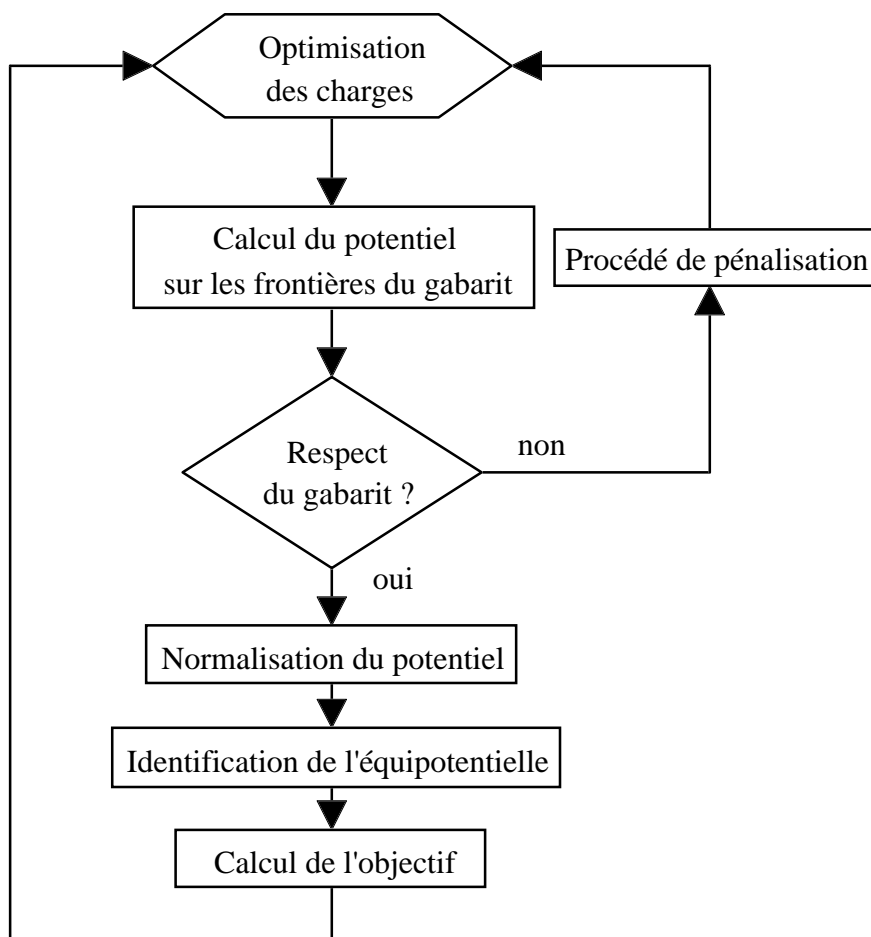 Optimisation
des charges
Calcul du potentiel
sur les frontières du gabarit
Procédé de pénalisation
Respect
du gabarit ?
non
oui
Normalisation du potentiel
Identification de l'équipotentielle
Calcul de l'objectif